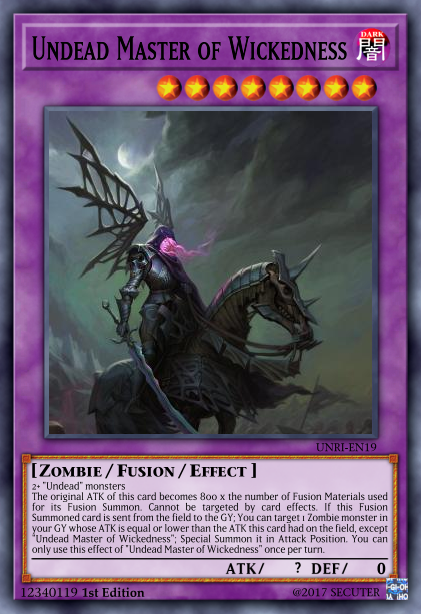 UNDEAD MASTER OF WICKEDNESS
DARK
闇
UNRI-EN19
[ ZOMBIE / FUSION / EFFECT ]
2+ "Undead" monsters
The original ATK of this card becomes 800 x the number of Fusion Materials used
for its Fusion Summon. Cannot be targeted by card effects. If this Fusion
Summoned card is sent from the field to the GY; You can target 1 Zombie monster in
your GY whose ATK is equal or lower than the ATK this card had on the field, except
"Undead Master of Wickedness"; Special Summon it in Attack Position. You can
only use this effect of "Undead Master of Wickedness" once per turn.
ATK/ ? DEF/ 0
12340119 1st Edition ©2017 SECUTER